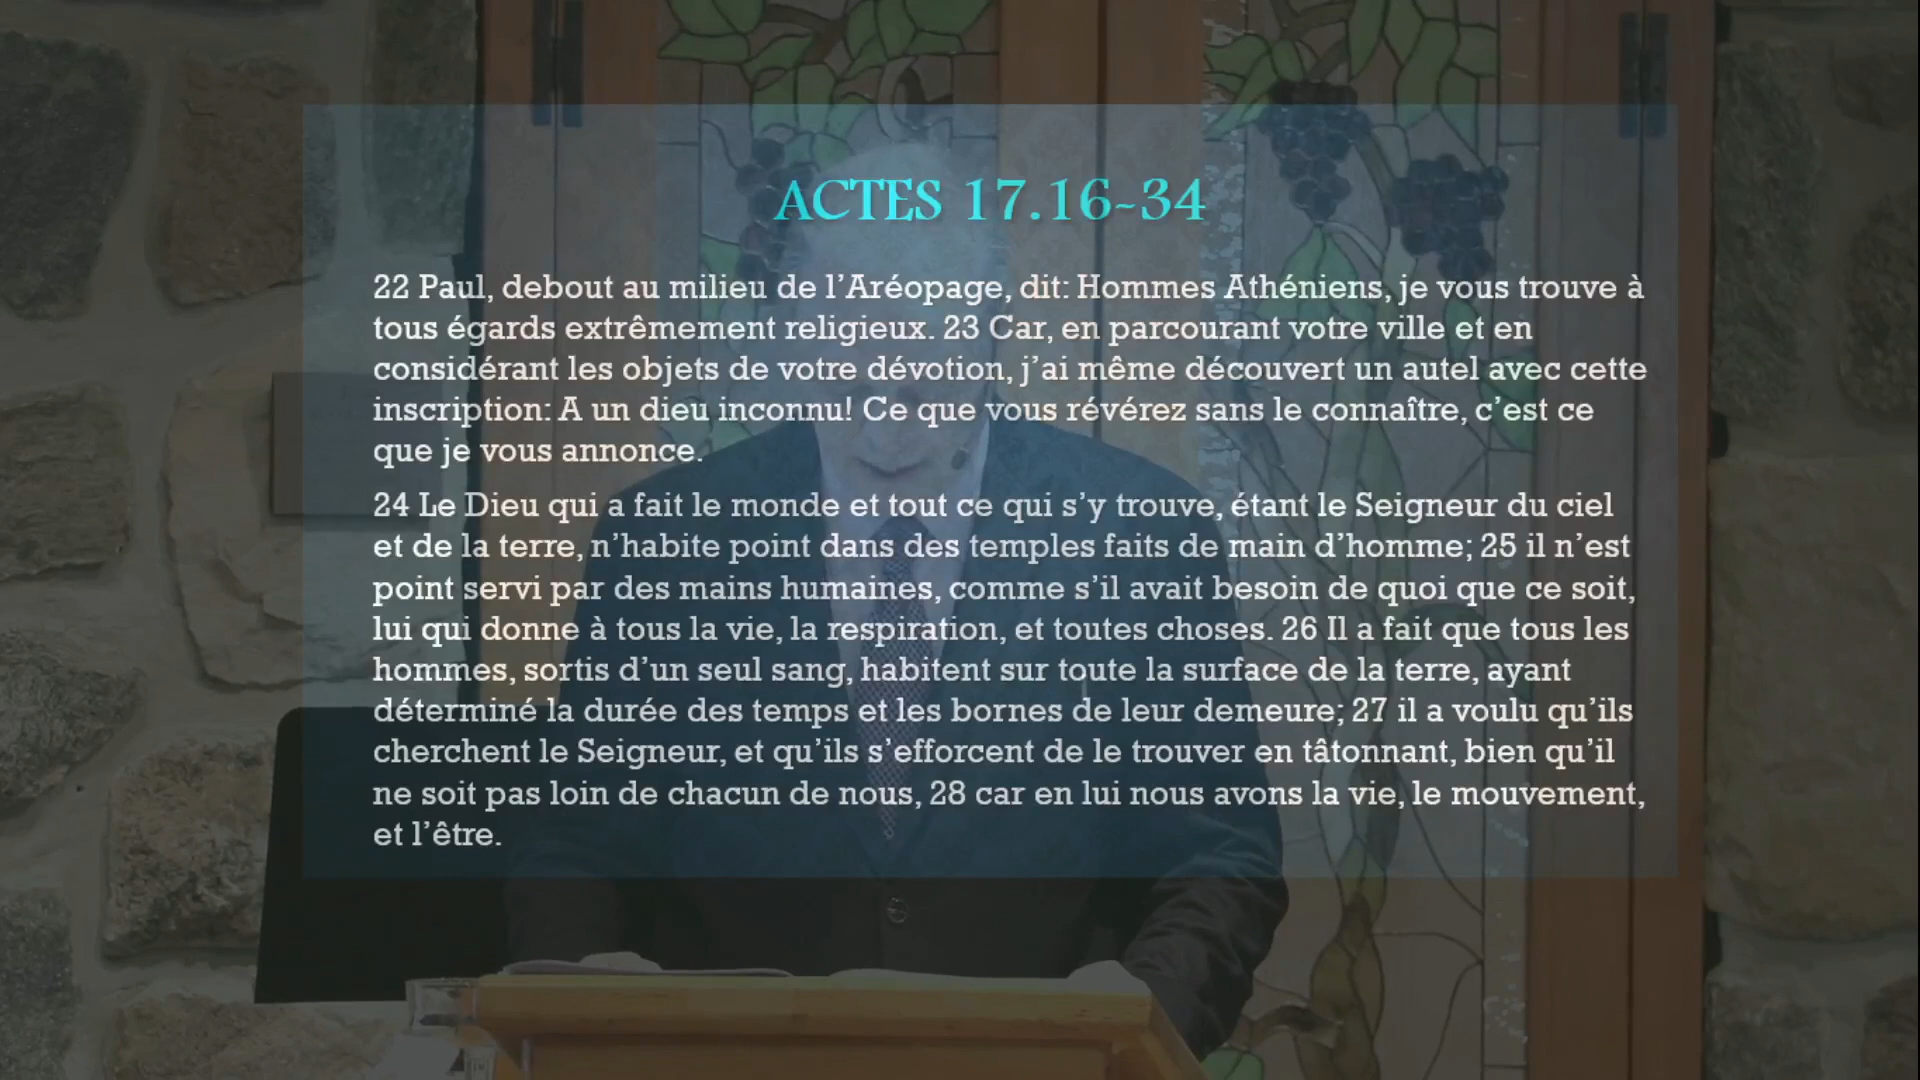 ACTES 17.16-34
22 Paul, debout au milieu de l’Aréopage, dit: Hommes Athéniens, je vous trouve à
tous égards extrêmement religieux. 23 Car, en parcourant votre ville et en
considérant les objets de votre dévotion, j’ai même découvert un autel avec cette
inscription: A un dieu inconnu! Ce que vous révérez sans le connaître, c’est ce
que je vous annonce.
24 Le Dieu qui a fait le monde et tout ce qui s’y trouve, étant le Seigneur du ciel
et de la terre, n’habite point dans des temples faits de main d’homme; 25 il n’est
point servi par des mains humaines, comme s’il avait besoin de quoi que ce soit,
lui qui donne à tous la vie, la respiration, et toutes choses. 26 Il a fait que tous les
hommes, sortis d’un seul sang, habitent sur toute la surface de la terre, ayant
déterminé la durée des temps et les bornes de leur demeure; 27 il a voulu qu’ils
cherchent le Seigneur, et qu’ils s’efforcent de le trouver en tâtonnant, bien qu’il
ne soit pas loin de chacun de nous, 28 car en lui nous avons la vie, le mouvement,
et l’être.